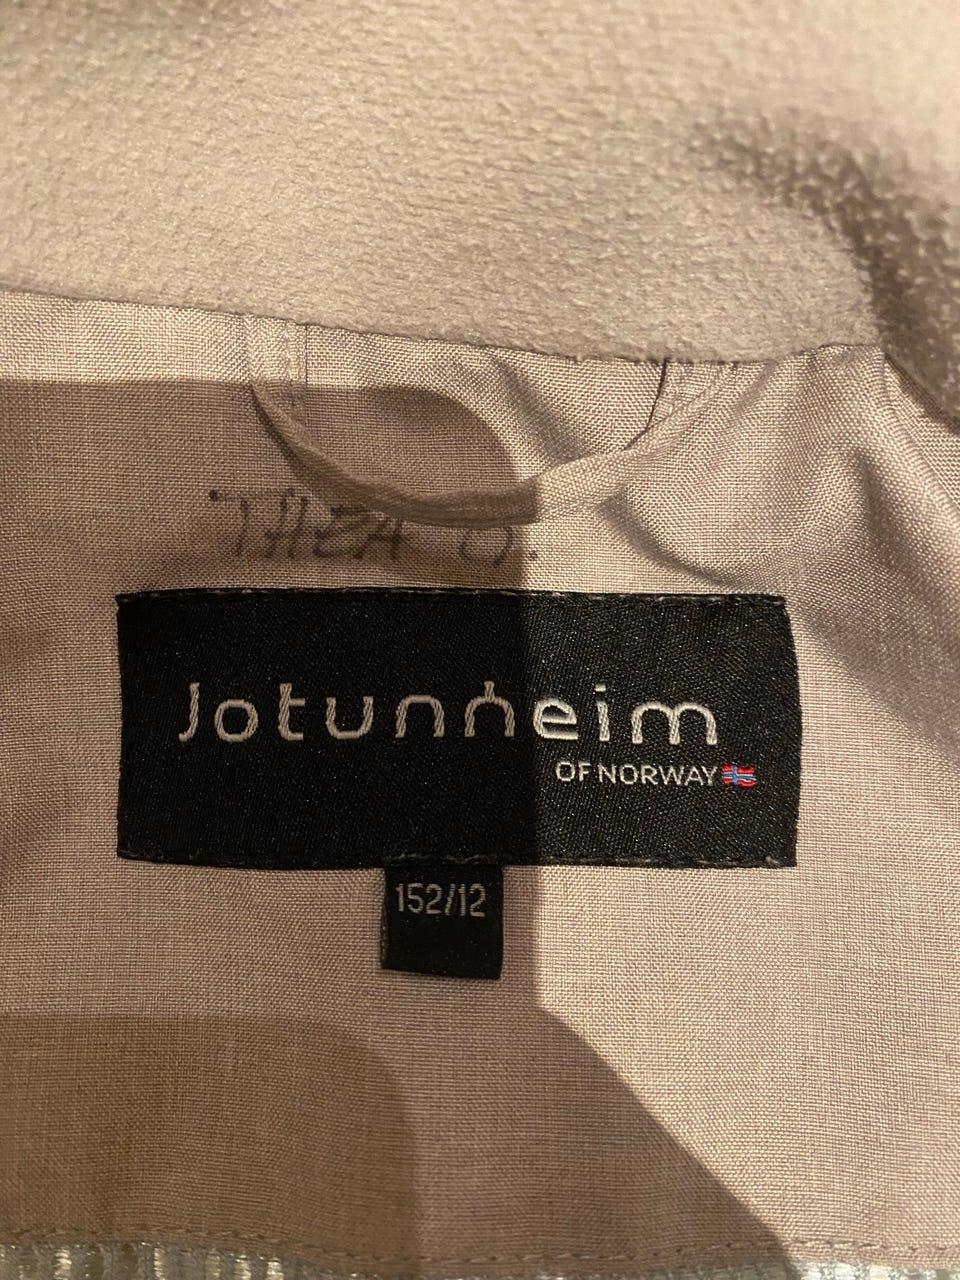 THEA O.
Jotunheim
OF NORWAY
152/12